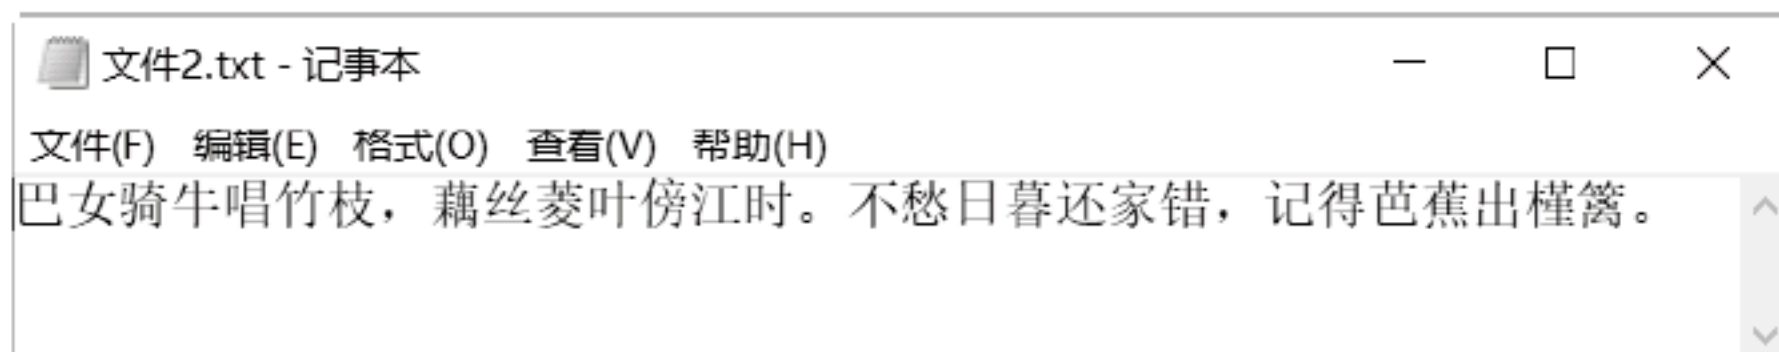 文件2.txt - 记事本
文件(F) 编辑(E) 格式(O) 查看(V) 帮助(H)
巴女骑牛唱竹枝，藕丝菱叶傍江时。不愁日暮还家错，记得芭蕉出槿篱。